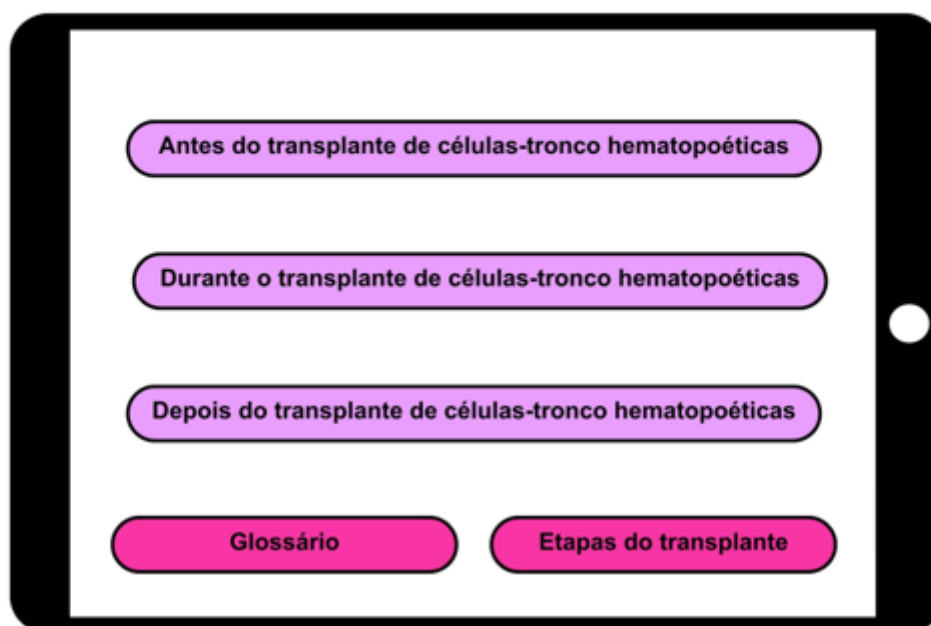 Antes do transplante de células-tronco hematopoéticas
Durante o transplante de células-tronco hematopoéticas
Depois do transplante de células-tronco hematopoéticas
Glossário
Etapas do transplante